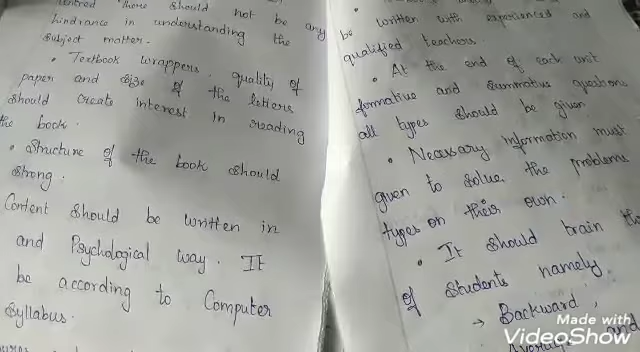 there should not be any
hindrance in understanding the
subject matter.
• Textbook wrappers, quality of
paper and size of the letters
should create interest in reading
the book.
• Structure of the book should
strong.
Content should be written in
and Psychological way. It
be according to Computer
Syllabus.
be written with experienced and
qualified teachers.
• At the end of each unit
formative and summative questions
all types should be given.
• Necessary information must
given to solve the problems
types on their own.
• It should train the
of students namely.
→ Backward,
Average and
Made with
VideoShow